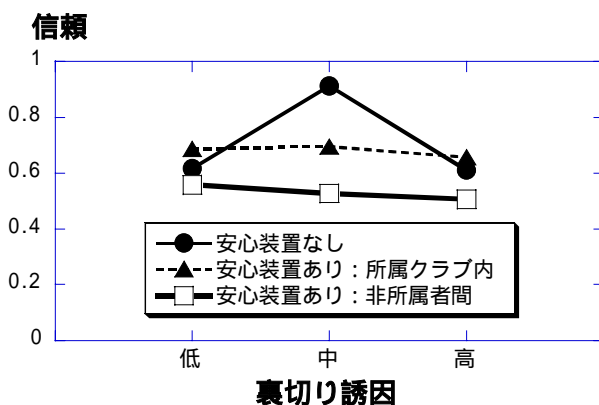 信頼
1
0.8
0.6
0.4
0.2
0
安心装置なし
安心装置あり：所属クラブ内
安心装置あり：非所属者間
低 中 高
裏切り誘因